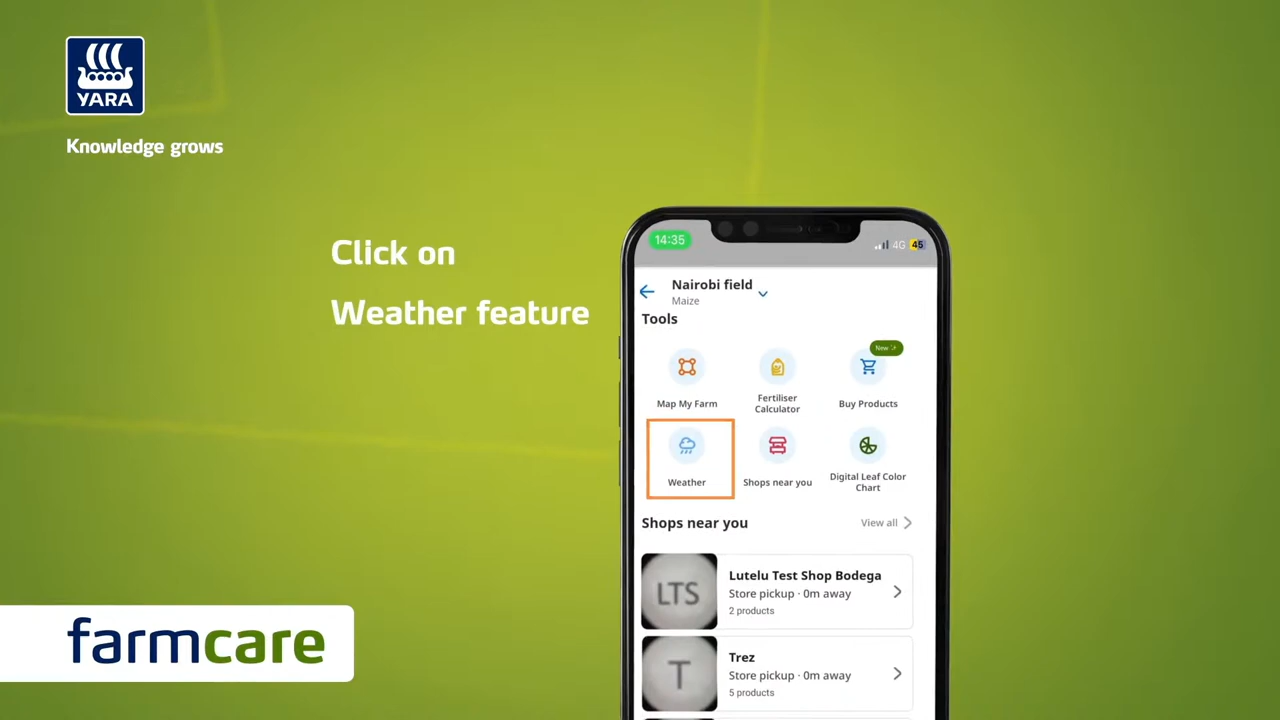 YARA
Knowledge grows
Click on
Weather feature
14:35
4G
45
Nairobi field
Maize
Tools
New
Map My Farm
Fertiliser
Calculator
Buy Products
Weather
Shops near you
Digital Leaf Color
Chart
Shops near you
View all
LTS
Lutelu Test Shop Bodega
Store pickup · 0m away
2 products
T
Trez
Store pickup · 0m away
5 products
farmcare